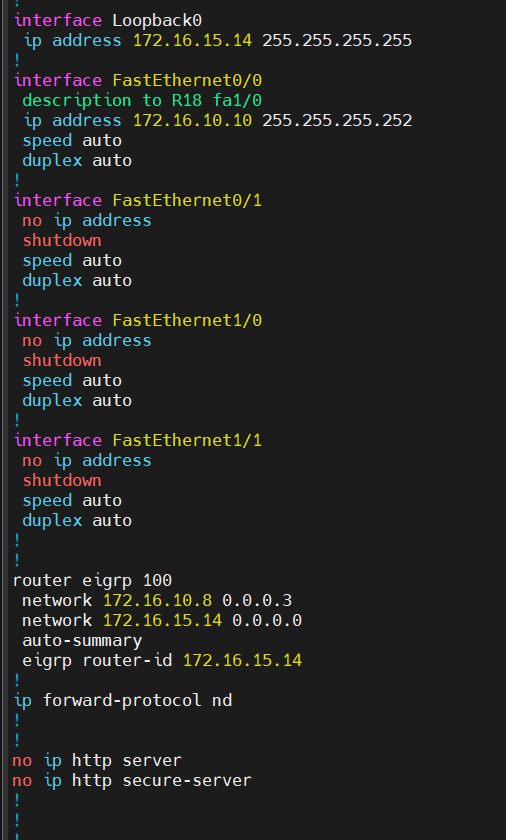 !
interface Loopback0
 ip address 172.16.15.14 255.255.255.255
!
interface FastEthernet0/0
 description to R18 fa1/0
 ip address 172.16.10.10 255.255.255.252
 speed auto
 duplex auto
!
interface FastEthernet0/1
 no ip address
 shutdown
 speed auto
 duplex auto
!
interface FastEthernet1/0
 no ip address
 shutdown
 speed auto
 duplex auto
!
interface FastEthernet1/1
 no ip address
 shutdown
 speed auto
 duplex auto
!
!
router eigrp 100
 network 172.16.10.8 0.0.0.3
 network 172.16.15.14 0.0.0.0
 auto-summary
 eigrp router-id 172.16.15.14
!
ip forward-protocol nd
!
!
no ip http server
no ip http secure-server
!
!
!